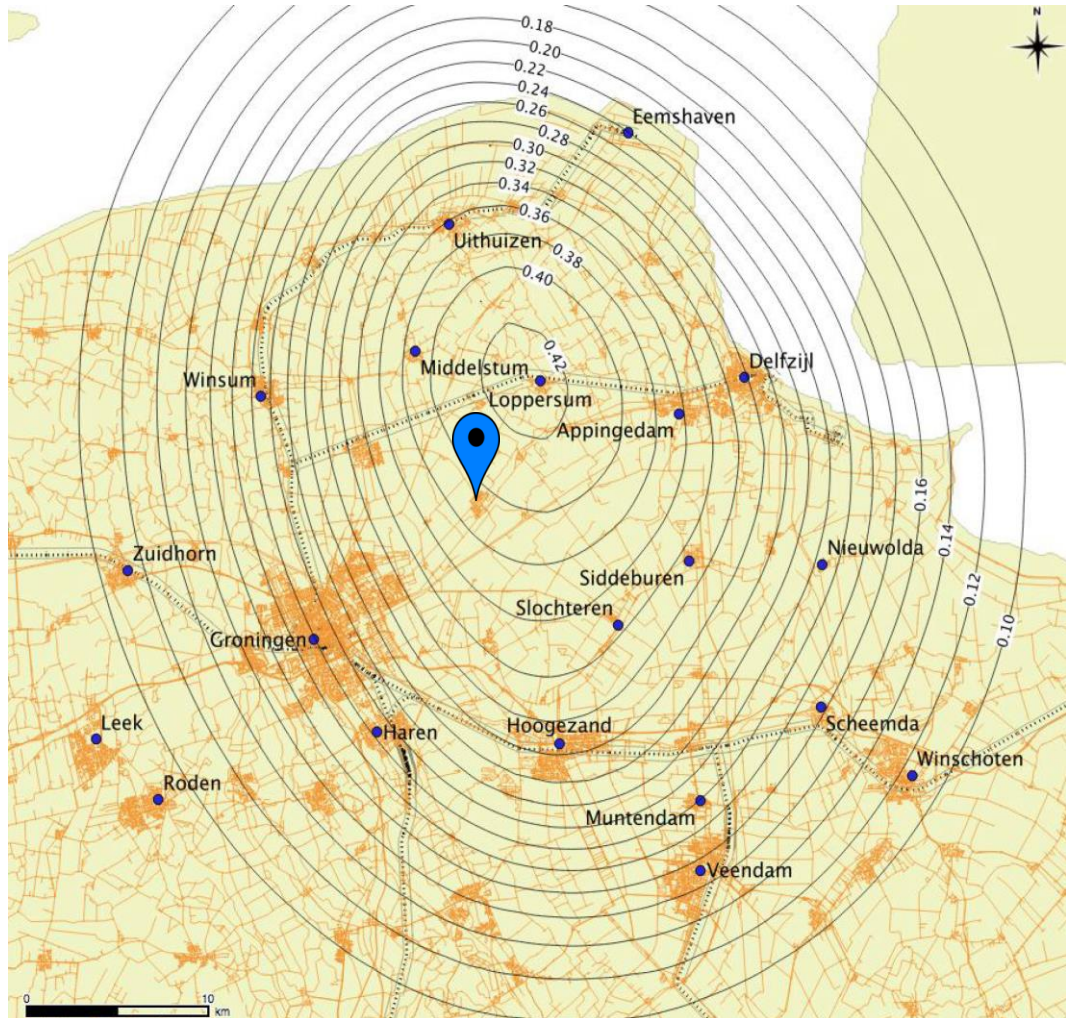 N
0.18
0.20
0.22
0.24
0.26
0.28
0.30
0.32
0.34
0.36
0.38
0.40
0.42
Eemshaven
Uithuizen
Middelstum
Delfzijl
Winsum
Loppersum
Appingedam
0.16
0.14
0.12
0.10
Zuidhorn
Nieuwolda
Siddeburen
Slochteren
Groningen
Leek
Haren
Hoogezand
Scheemda
Winschoten
Roden
Muntendam
Veendam
0 10
km